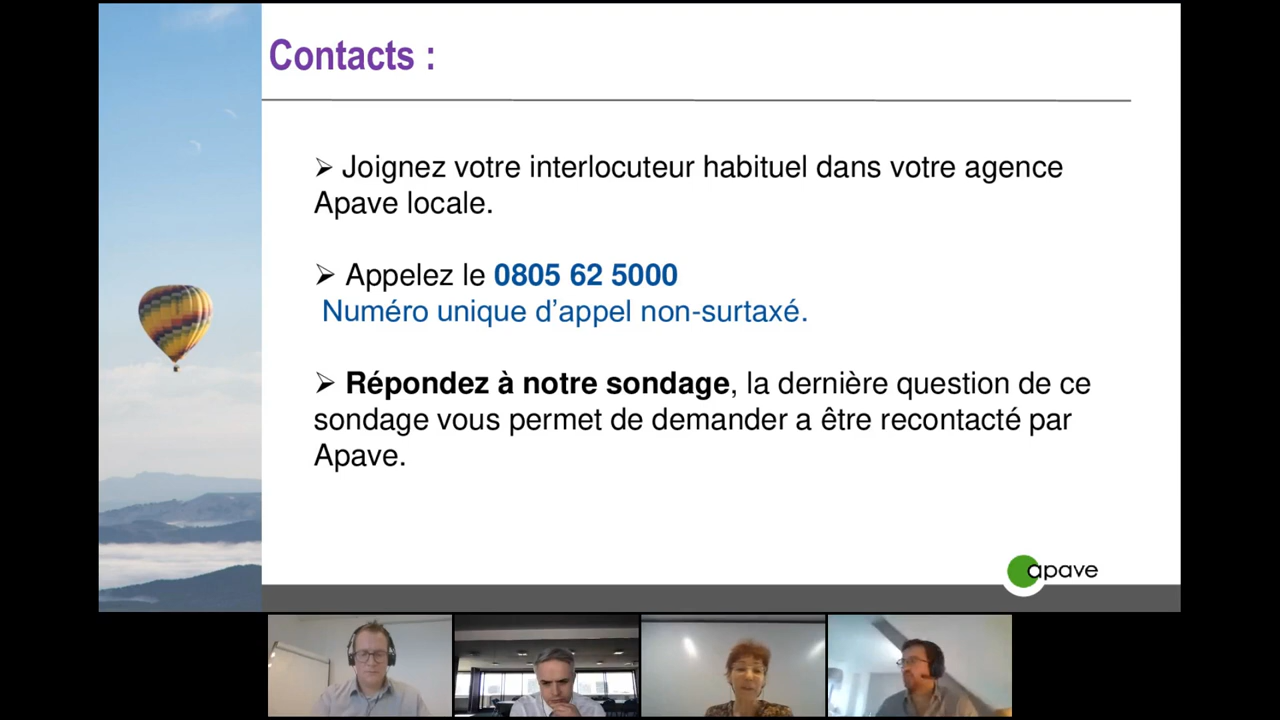 Contacts :
➢ Joignez votre interlocuteur habituel dans votre agence
Apave locale.
➢ Appelez le 0805 62 5000
Numéro unique d’appel non-surtaxé.
➢ Répondez à notre sondage, la dernière question de ce
sondage vous permet de demander a être recontacté par
Apave.
apave